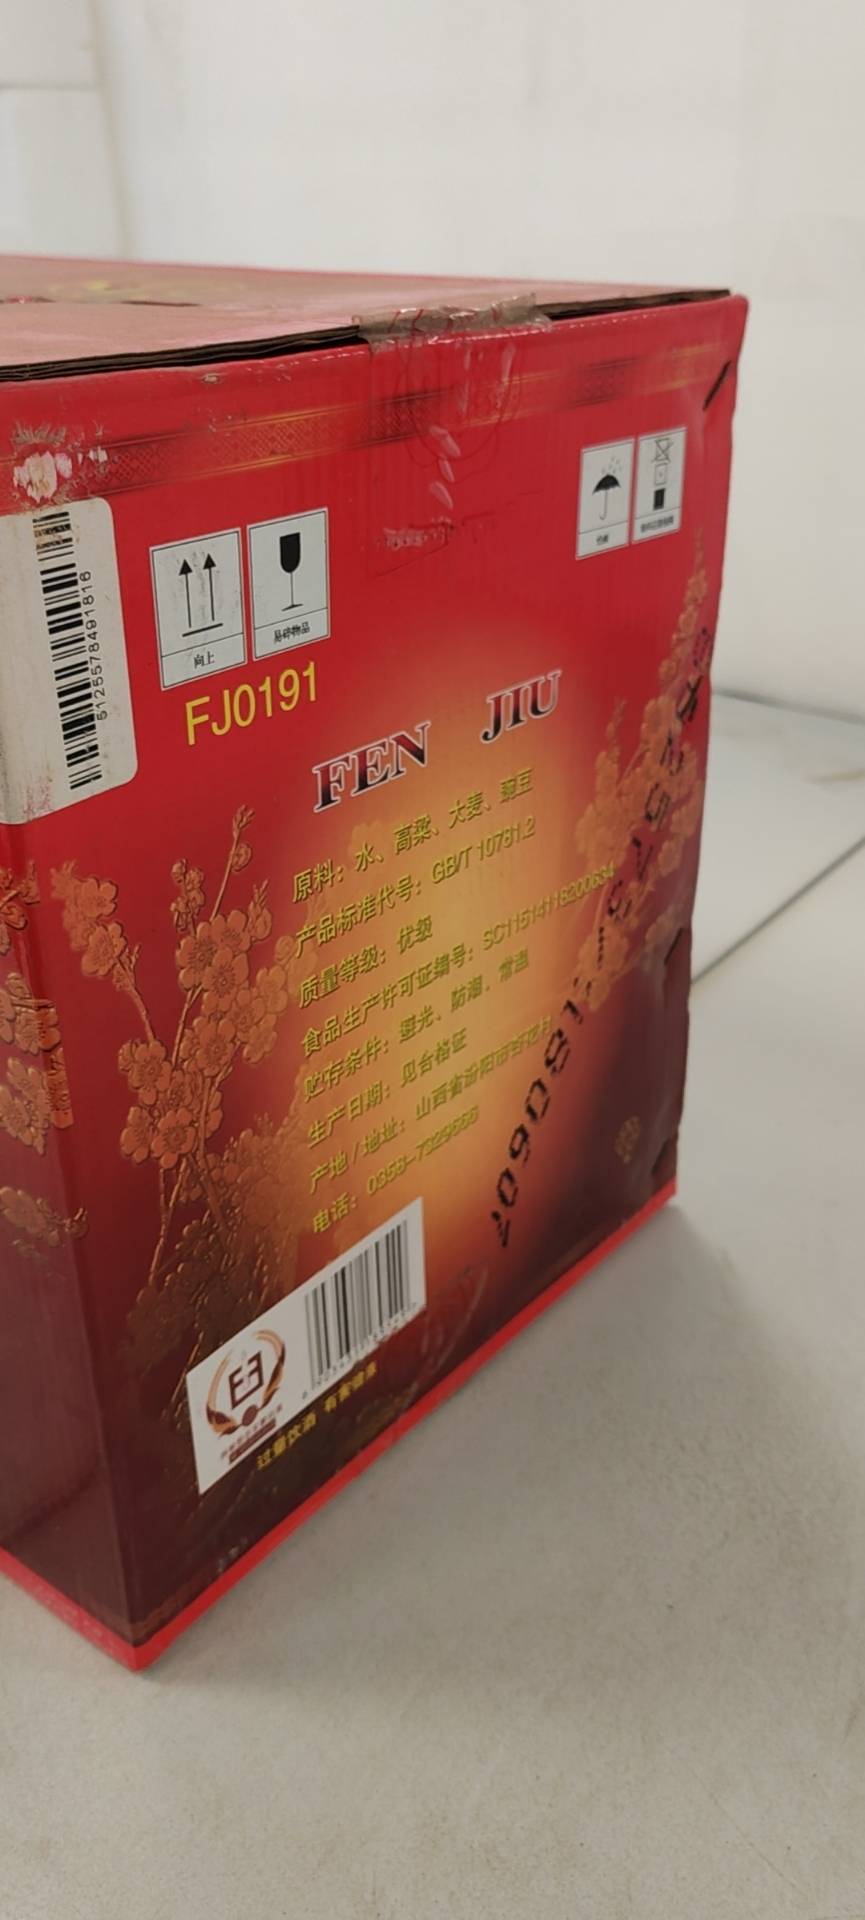 5125578491816
向上
易碎物品
FJ0191
FEN JIU
原料：水、高粱、大麦、豌豆
产品标准代号：GB/T 10781.2
质量等级：优级
食品生产许可证编号：SC11514118200634
贮存条件：避光、防潮、常温
生产日期：见合格证
产地/地址：山西省汾阳市杏花村
电话：0358-7329666
过量饮酒 有害健康